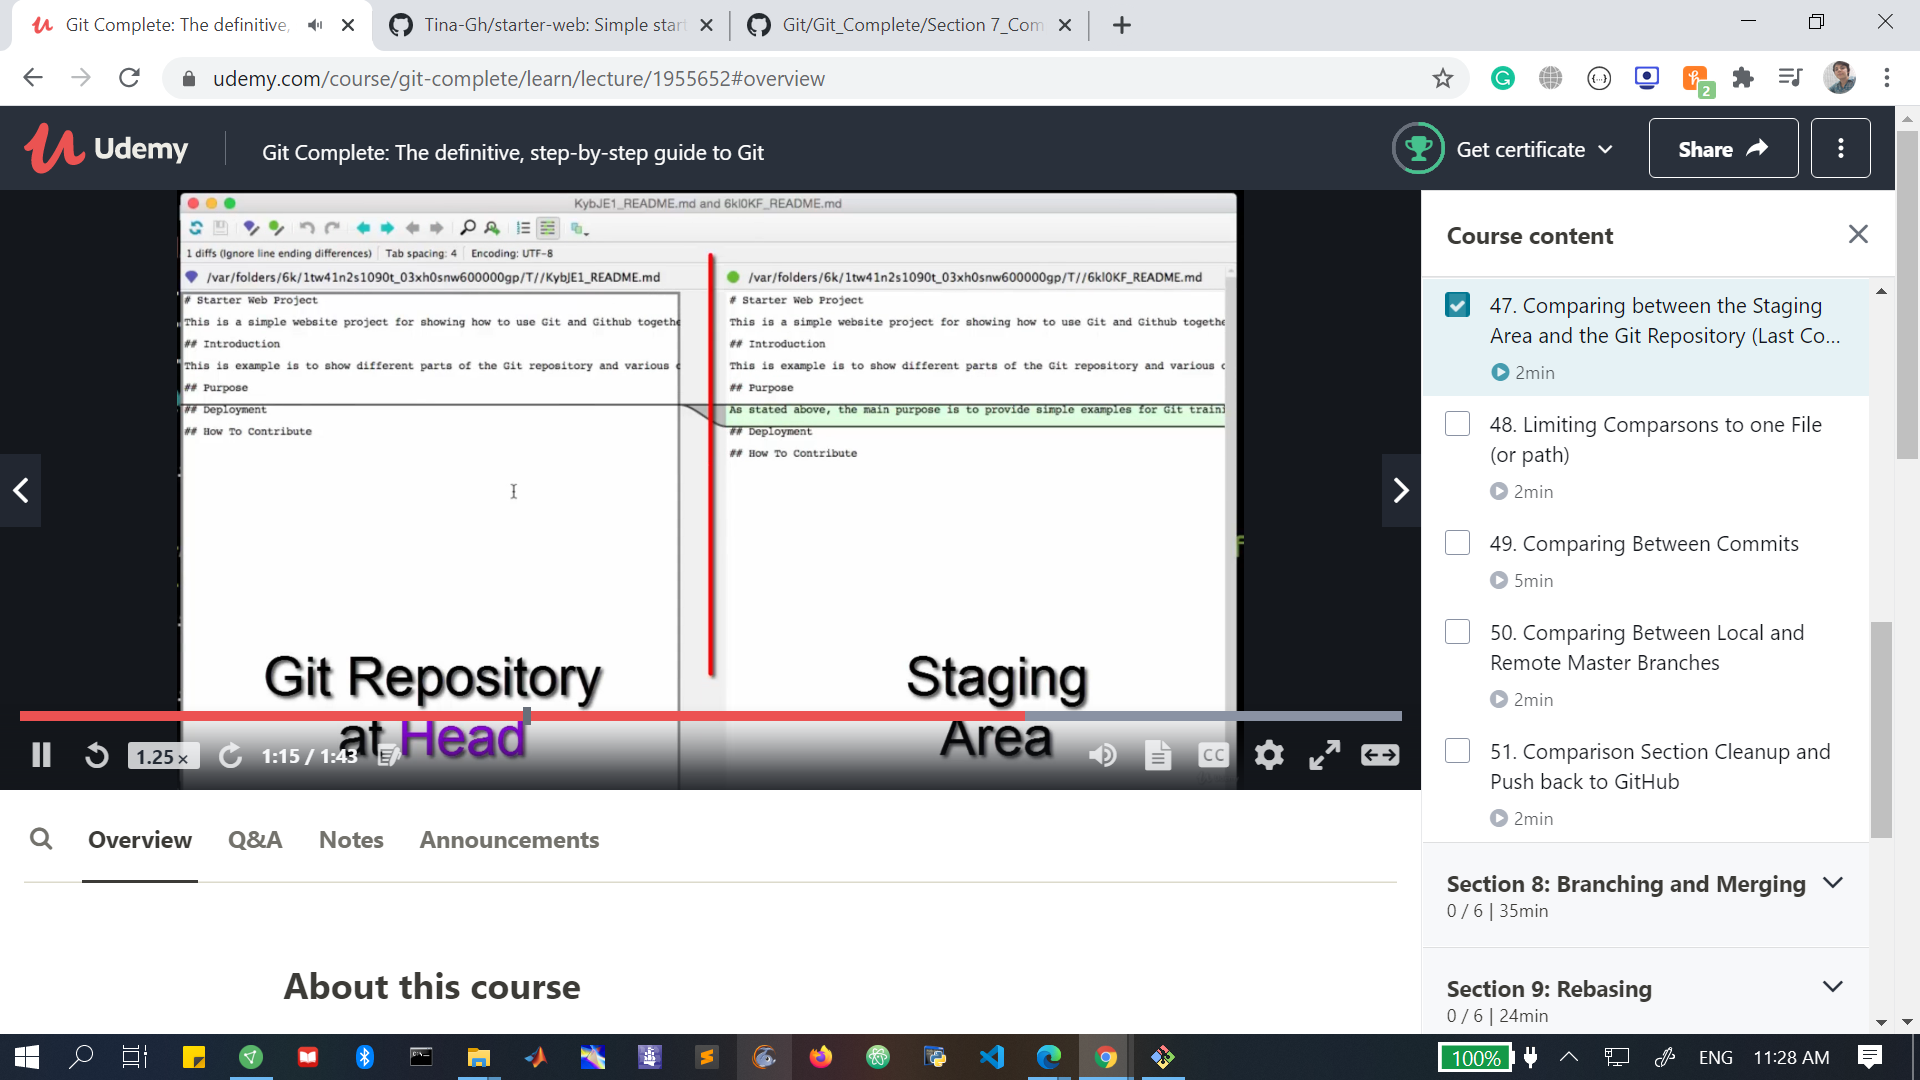 Git Complete: The definitive,
Tina-Gh/starter-web: Simple start
Git/Git_Complete/Section 7_Com
udemy.com/course/git-complete/learn/lecture/1955652#overview
2
Udemy
Git Complete: The definitive, step-by-step guide to Git
Get certificate
Share
KybJE1_README.md and 6kl0KF_README.md
1 diffs (Ignore line ending differences) Tab spacing: 4 Encoding: UTF-8
/var/folders/6k/1tw41n2s1090t_03xh0snw600000gp/T//KybJE1_README.md
# Starter Web Project
This is a simple website project for showing how to use Git and Github togethe
## Introduction
This is example is to show different parts of the Git repository and various
## Purpose
## Deployment
## How To Contribute
Git Repository
at Head
/var/folders/6k/1tw41n2s1090t_03xh0snw600000gp/T//6kl0KF_README.md
# Starter Web Project
This is a simple website project for showing how to use Git and Github togethe
## Introduction
This is example is to show different parts of the Git repository and various
## Purpose
As stated above, the main purpose is to provide simple examples for Git traini
## Deployment
## How To Contribute
Staging
Area
1.25×
1:15 / 1:43
CC
Overview
Q&A
Notes
Announcements
About this course
Course content
47. Comparing between the Staging
Area and the Git Repository (Last Co...
2min
48. Limiting Comparsons to one File
(or path)
2min
49. Comparing Between Commits
5min
50. Comparing Between Local and
Remote Master Branches
2min
51. Comparison Section Cleanup and
Push back to GitHub
2min
Section 8: Branching and Merging
0 / 6 | 35min
Section 9: Rebasing
0 / 6 | 24min
100%
ENG
11:28 AM